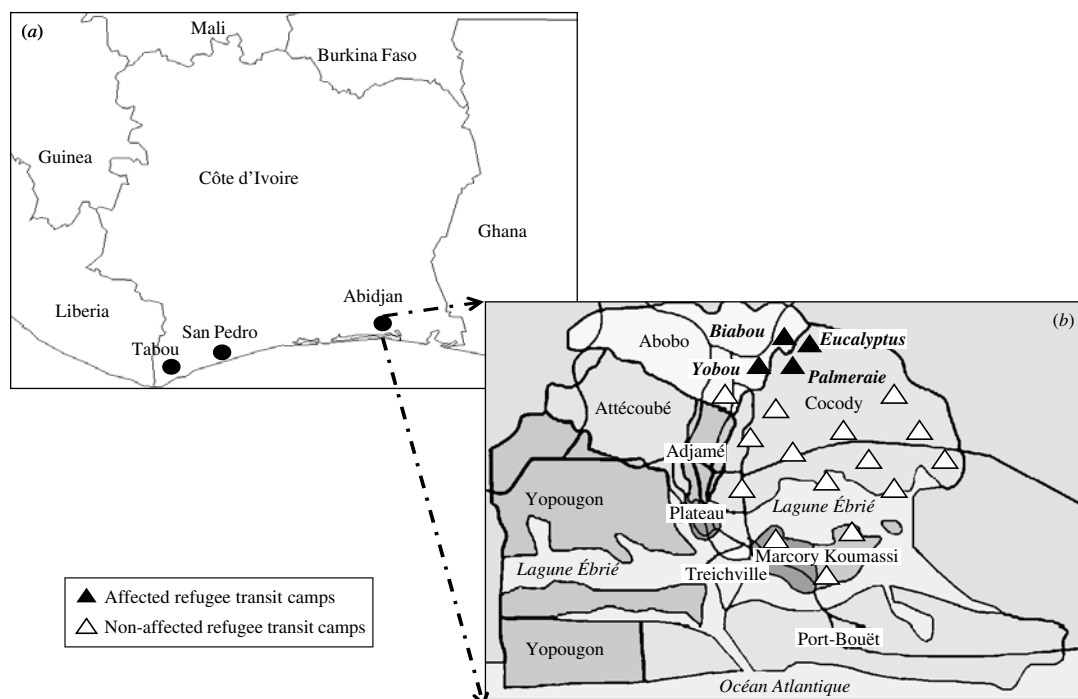 (a)
Mali
Burkina Faso
Guinea
Côte d'Ivoire
Ghana
Liberia
Abidjan
San Pedro
Tabou
(b)
Biabou
Eucalyptus
Abobo
Yobou
Palmeraie
Cocody
Attécoubé
Adjamé
Yopougon
Plateau
Lagune Ébrié
Marcory Koumassi
Lagune Ébrié
Treichville
Port-Bouët
Yopougon
Océan Atlantique
Affected refugee transit camps
Non-affected refugee transit camps